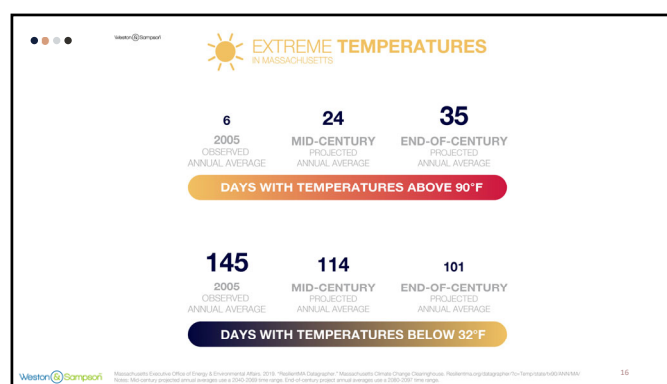 Weston & Sampson
EXTREME TEMPERATURES
IN MASSACHUSETTS
6
24
35
2005
MID-CENTURY
END-OF-CENTURY
OBSERVED
PROJECTED
PROJECTED
ANNUAL AVERAGE
ANNUAL AVERAGE
ANNUAL AVERAGE
DAYS WITH TEMPERATURES ABOVE 90°F
145
114
101
2005
MID-CENTURY
END-OF-CENTURY
OBSERVED
PROJECTED
PROJECTED
ANNUAL AVERAGE
ANNUAL AVERAGE
ANNUAL AVERAGE
DAYS WITH TEMPERATURES BELOW 32°F
Weston & Sampson
Massachusetts Executive Office of Energy & Environmental Affairs. 2018. "ResilientMA Datagrapher." Massachusetts Climate Change Clearinghouse.
Notes: Mid-century projected annual averages use a 2040-2069 time range. End-of-century project annual averages use a 2080-2097 time range.
16